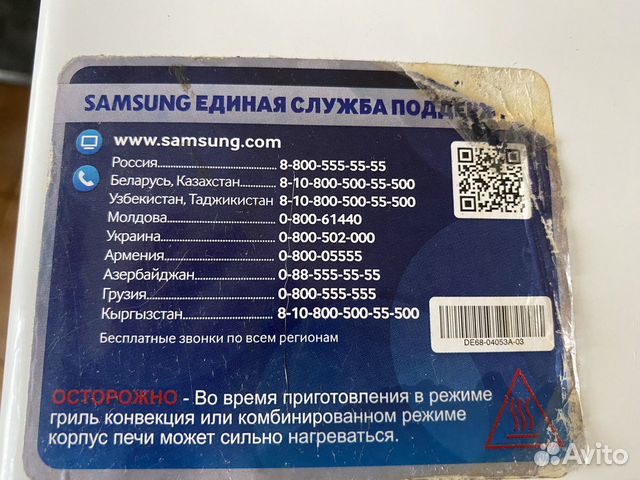 SAMSUNG ЕДИНАЯ СЛУЖБА
www.samsung.com
Россия........................ 8-800-555-55-55
Беларусь, Казахстан........ 8-10-800-500-55-500
Узбекистан, Таджикистан 8-10-800-500-55-500
Молдова..................... 0-800-61440
Украина...................... 0-800-502-000
Армения..................... 0-800-05555
Азербайджан............... 0-88-555-55-55
Грузия........................ 0-800-555-555
Кыргызстан................. 8-10-800-500-55-500
Бесплатные звонки по всем регионам
DE68-04053A-03
ОСТОРОЖНО - Во время приготовления в режиме
гриль конвекция или комбинированном режиме
корпус печи может сильно нагреваться.
Avito